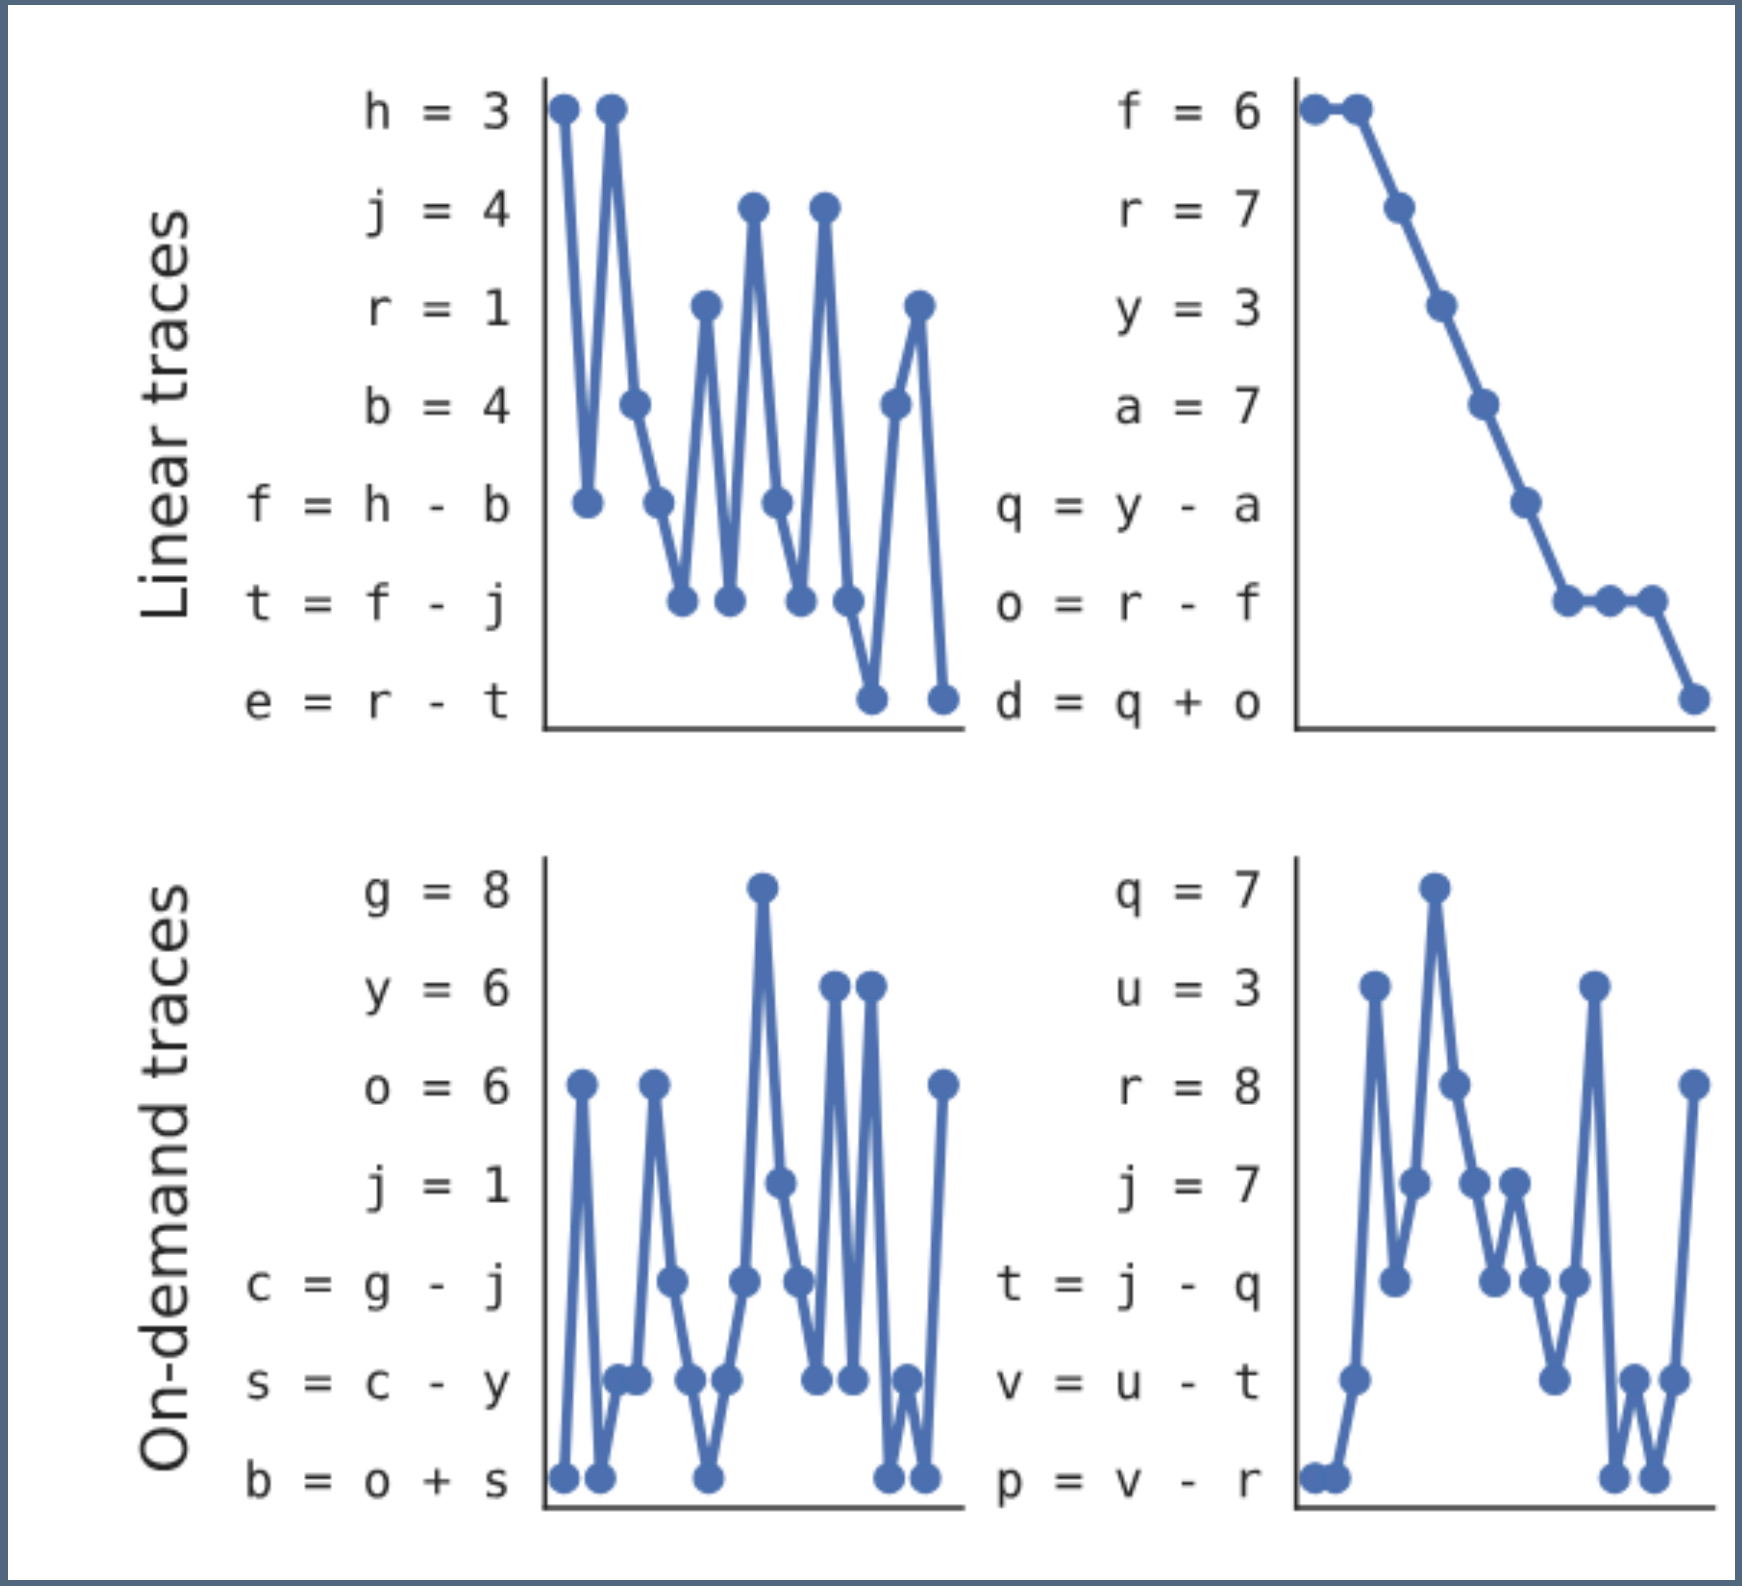 Linear traces
h = 3
j = 4
r = 1
b = 4
f = h - b
t = f - j
e = r - t
f = 6
r = 7
y = 3
a = 7
q = y - a
o = r - f
d = q + o
On-demand traces
g = 8
y = 6
o = 6
j = 1
c = g - j
s = c - y
b = o + s
q = 7
u = 3
r = 8
j = 7
t = j - q
v = u - t
p = v - r